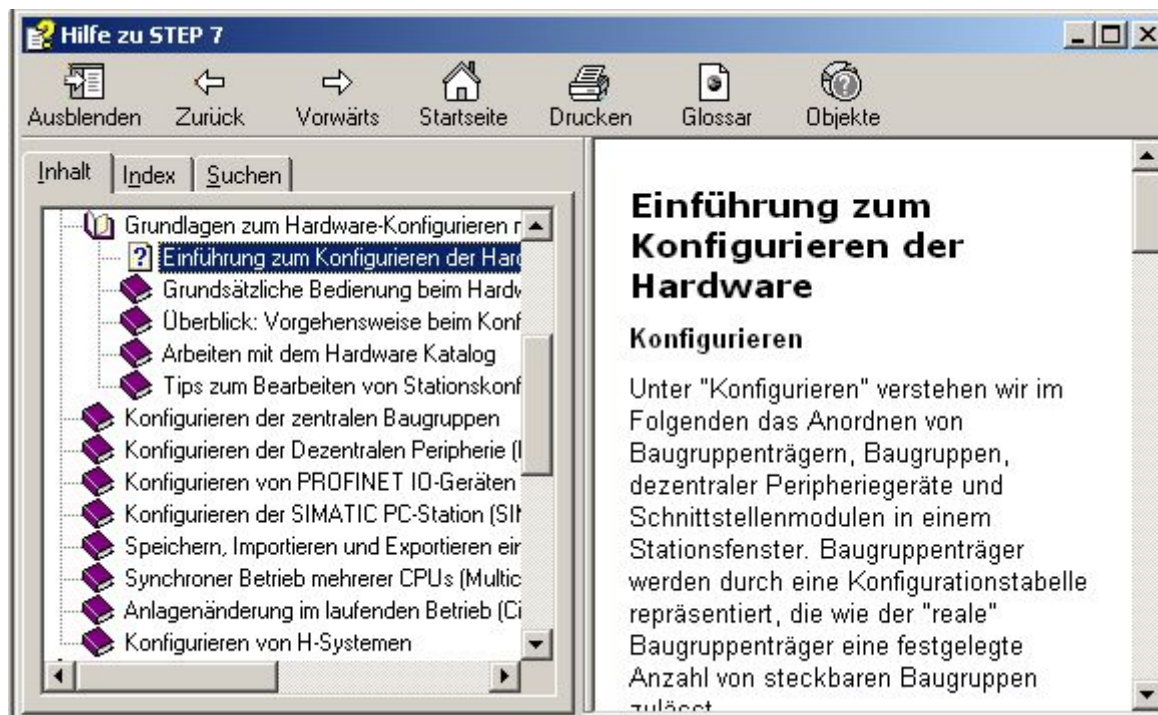 Hilfe zu STEP 7
Ausblenden Zurück Vorwärts Startseite Drucken Glossar Objekte
Inhalt Index Suchen
Grundlagen zum Hardware-Konfigurieren
Einführung zum Konfigurieren der Hard
Grundsätzliche Bedienung beim Hardw
Überblick: Vorgehensweise beim Konf
Arbeiten mit dem Hardware Katalog
Tips zum Bearbeiten von Stationskonf
Konfigurieren der zentralen Baugruppen
Konfigurieren der Dezentralen Peripherie
Konfigurieren von PROFINET IO-Geräten
Konfigurieren der SIMATIC PC-Station (SIM
Speichern, Importieren und Exportieren ein
Synchroner Betrieb mehrerer CPUs (Multic
Anlagenänderung im laufenden Betrieb (Ci
Konfigurieren von H-Systemen
Einführung zum
Konfigurieren der
Hardware
Konfigurieren
Unter "Konfigurieren" verstehen wir im
Folgenden das Anordnen von
Baugruppenträgern, Baugruppen,
dezentraler Peripheriegeräte und
Schnittstellenmodulen in einem
Stationsfenster. Baugruppenträger
werden durch eine Konfigurationstabelle
repräsentiert, die wie der "reale"
Baugruppenträger eine festgelegte
Anzahl von steckbaren Baugruppen
zulässt.